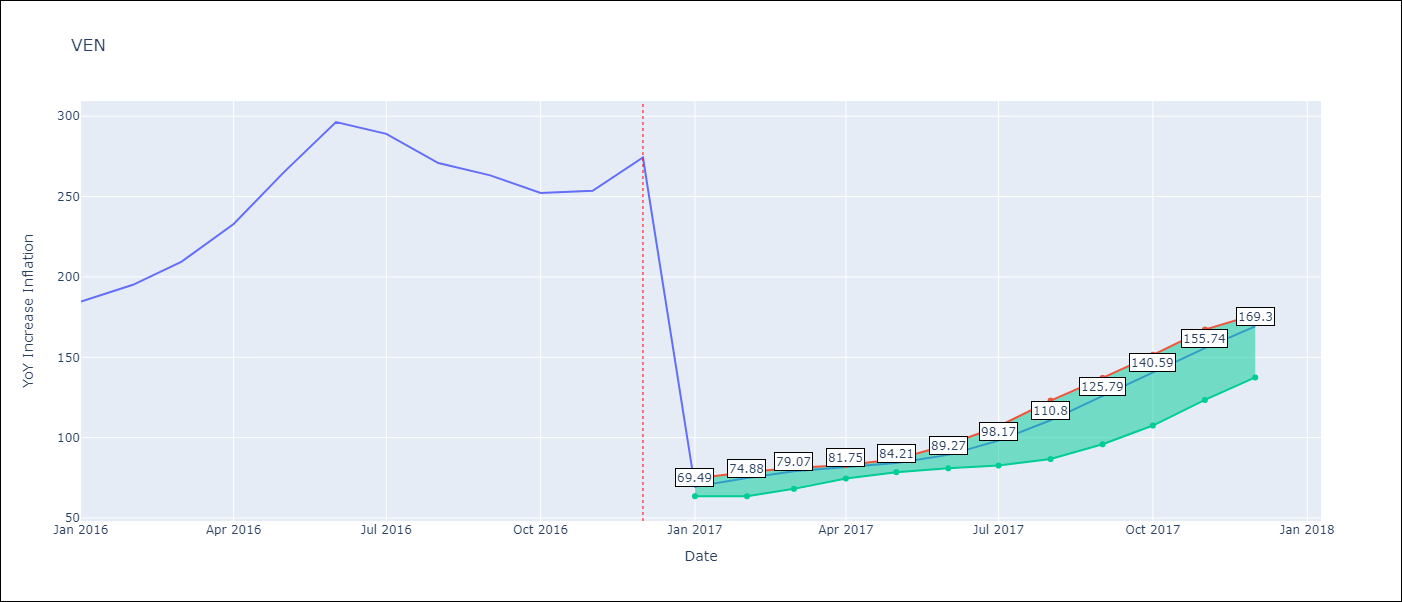 VEN
YoY Increase Inflation
300
250
200
150
100
50
69.49
74.88
79.07
81.75
84.21
89.27
98.17
110.8
125.79
140.59
155.74
169.3
Jan 2016
Apr 2016
Jul 2016
Oct 2016
Jan 2017
Apr 2017
Jul 2017
Oct 2017
Jan 2018
Date